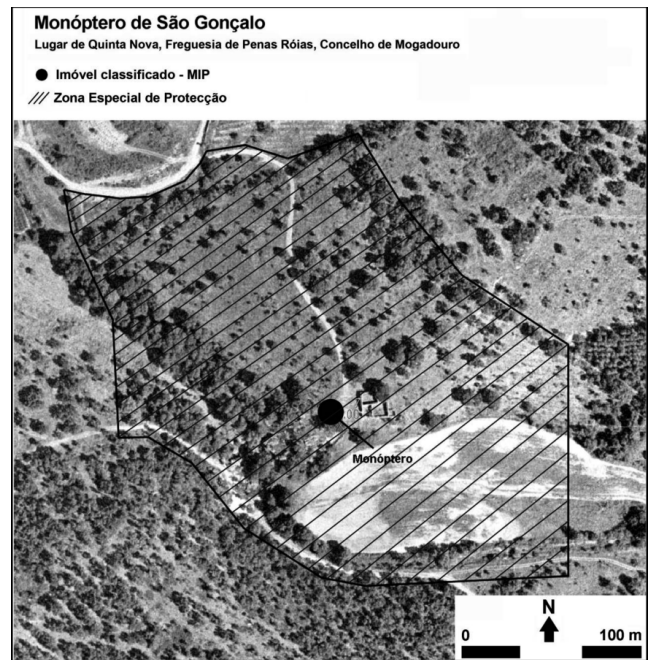 Monóptero de São Gonçalo
Lugar de Quinta Nova, Freguesia de Penas Róias, Concelho de Mogadouro
Imóvel classificado - MIP
Zona Especial de Protecção
Monóptero
N
0 100 m